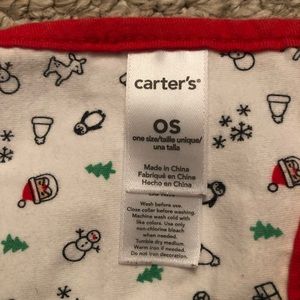 carter's®
OS
one size/taille unique/
una talla
Made in China
Fabriqué en China
Hecho en China
Wash before use.
Close collar before washing.
Machine wash cold with
like colors. Use only
non-chlorine bleach
when needed.
Tumble dry medium.
Warm iron if needed.
Do not iron decoration.